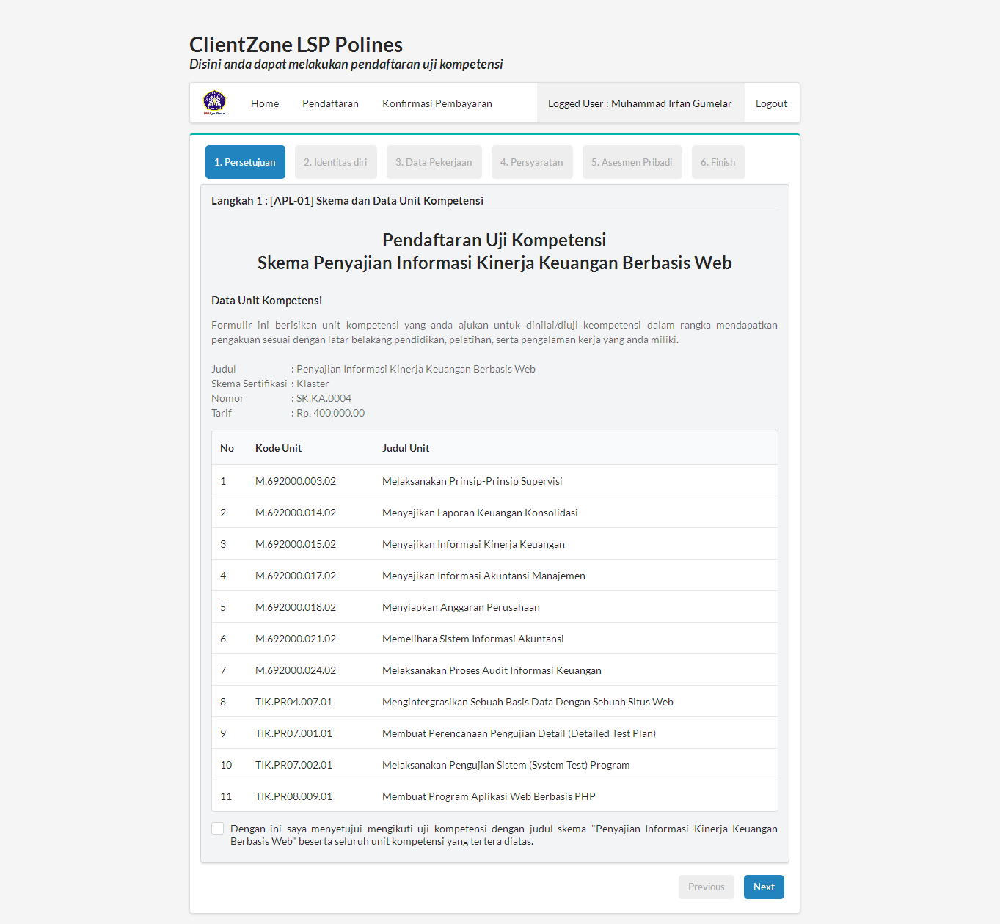 ClientZone LSP Polines
Disini anda dapat melakukan pendaftaran uji kompetensi
LSP polines.
Home
Pendaftaran
Konfirmasi Pembayaran
Logged User : Muhammad Irfan Gumelar
Logout
1. Persetujuan
2. Identitas diri
3. Data Pekerjaan
4. Persyaratan
5. Asesmen Pribadi
6. Finish
Langkah 1 : [APL-01] Skema dan Data Unit Kompetensi
Pendaftaran Uji Kompetensi
Skema Penyajian Informasi Kinerja Keuangan Berbasis Web
Data Unit Kompetensi
Formulir ini berisikan unit kompetensi yang anda ajukan untuk dinilai/diuji keompetensi dalam rangka mendapatkan
pengakuan sesuai dengan latar belakang pendidikan, pelatihan, serta pengalaman kerja yang anda miliki.
Judul : Penyajian Informasi Kinerja Keuangan Berbasis Web
Skema Sertifikasi : Klaster
Nomor : SK.KA.0004
Tarif : Rp. 400,000.00
No Kode Unit Judul Unit
1 M.692000.003.02 Melaksanakan Prinsip-Prinsip Supervisi
2 M.692000.014.02 Menyajikan Laporan Keuangan Konsolidasi
3 M.692000.015.02 Menyajikan Informasi Kinerja Keuangan
4 M.692000.017.02 Menyajikan Informasi Akuntansi Manajemen
5 M.692000.018.02 Menyiapkan Anggaran Perusahaan
6 M.692000.021.02 Memelihara Sistem Informasi Akuntansi
7 M.692000.024.02 Melaksanakan Proses Audit Informasi Keuangan
8 TIK.PR04.007.01 Mengintergrasikan Sebuah Basis Data Dengan Sebuah Situs Web
9 TIK.PR07.001.01 Membuat Perencanaan Pengujian Detail (Detailed Test Plan)
10 TIK.PR07.002.01 Melaksanakan Pengujian Sistem (System Test) Program
11 TIK.PR08.009.01 Membuat Program Aplikasi Web Berbasis PHP
Dengan ini saya menyetujui mengikuti uji kompetensi dengan judul skema "Penyajian Informasi Kinerja Keuangan
Berbasis Web" beserta seluruh unit kompetensi yang tertera diatas.
Previous
Next